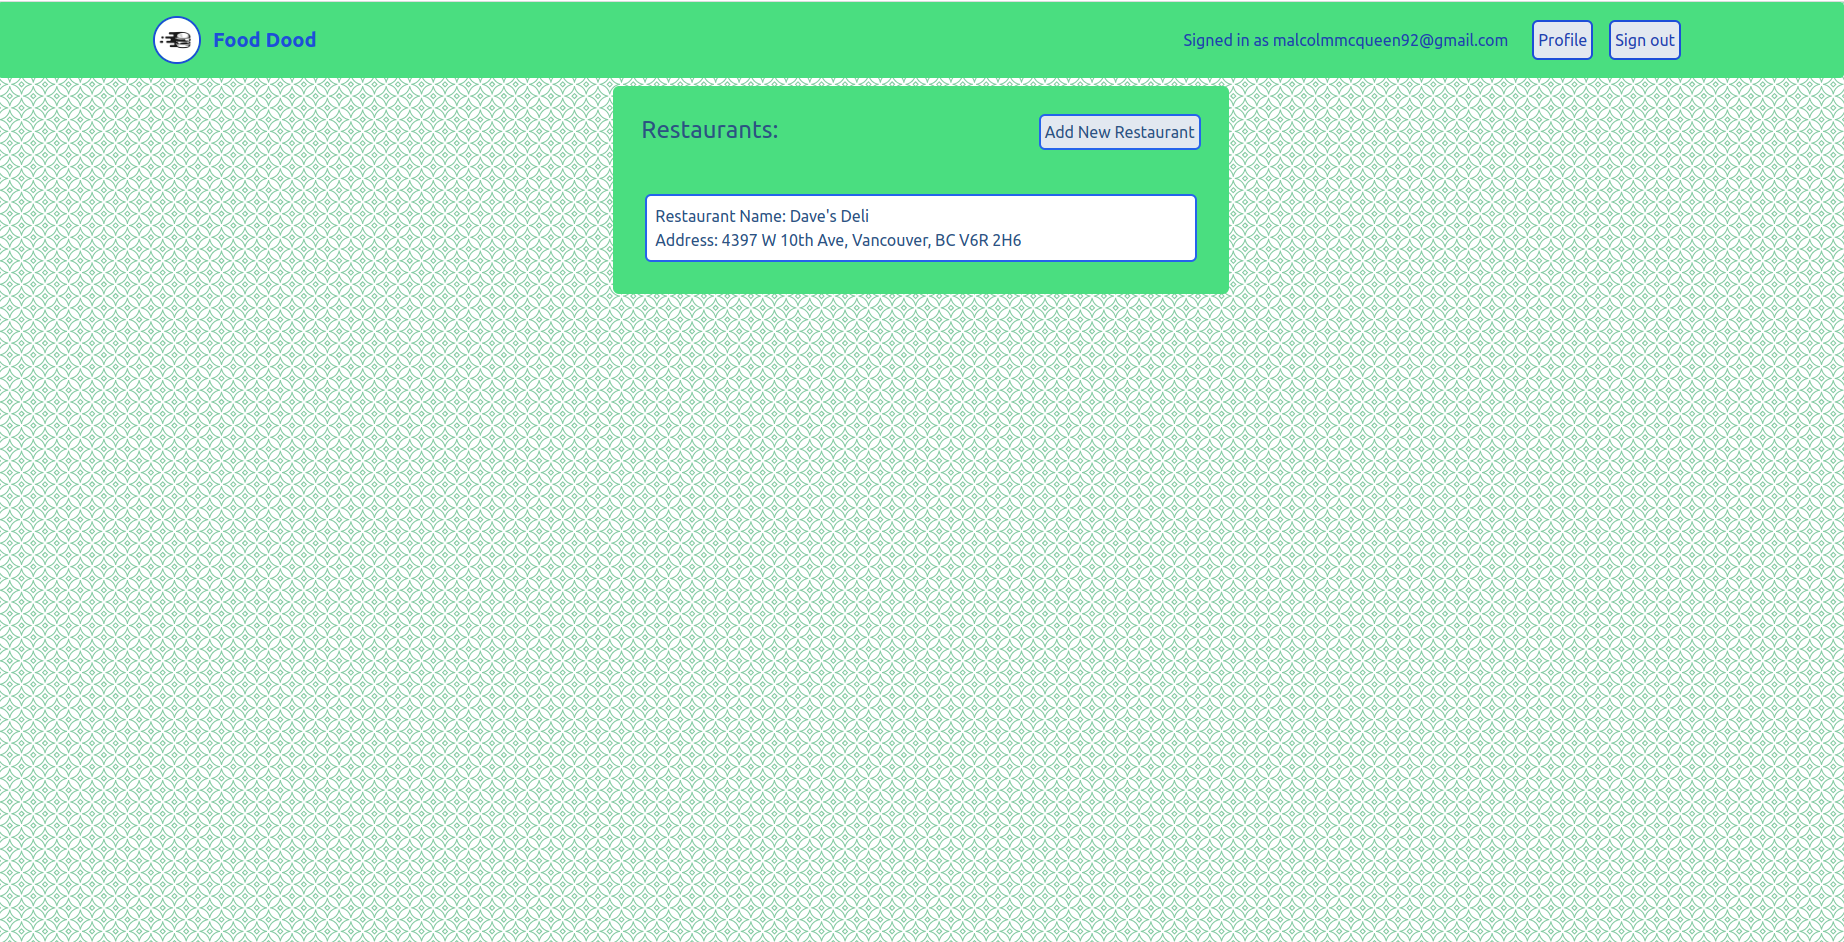 Food Dood
Signed in as malcolmmcqueen92@gmail.com
Profile
Sign out
Restaurants:
Add New Restaurant
Restaurant Name: Dave's Deli
Address: 4397 W 10th Ave, Vancouver, BC V6R 2H6